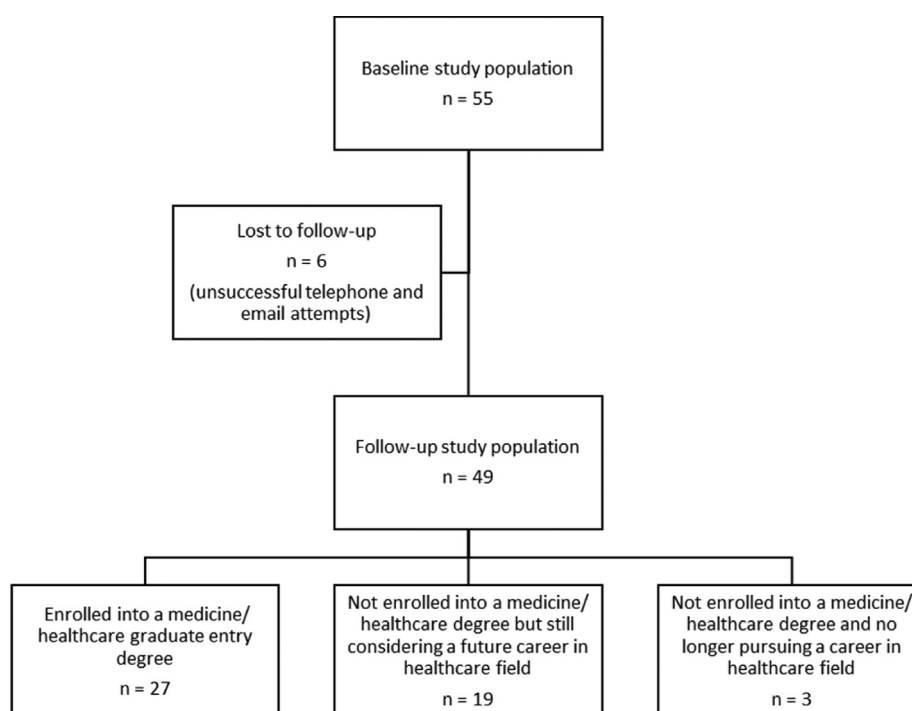 Baseline study population
n = 55
Lost to follow-up
n = 6
(unsuccessful telephone and
email attempts)
Follow-up study population
n = 49
Enrolled into a medicine/
healthcare graduate entry
degree
n = 27
Not enrolled into a medicine/
healthcare degree but still
considering a future career in
healthcare field
n = 19
Not enrolled into a medicine/
healthcare degree and no
longer pursuing a career in
healthcare field
n = 3